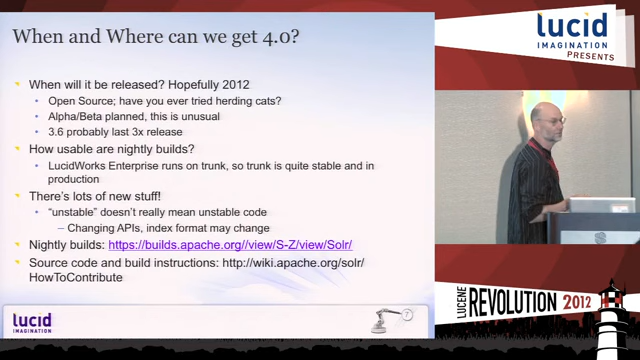 When and Where can we get 4.0?
When will it be released? Hopefully 2012
Open Source; have you ever tried herding cats?
Alpha/Beta planned, this is unusual
3.6 probably last 3x release
How usable are nightly builds?
LucidWorks Enterprise runs on trunk, so trunk is quite stable and in
production
There's lots of new stuff!
"unstable" doesn't really mean unstable code
– Changing APIs, index format may change
Nightly builds: https://builds.apache.org//view/S-Z/view/Solr/
Source code and build instructions: http://wiki.apache.org/solr/
HowToContribute
lucid
IMAGINATION
7
lucid
IMAGINATION
PRESENTS
LUCENE
REVOLUTION 2012